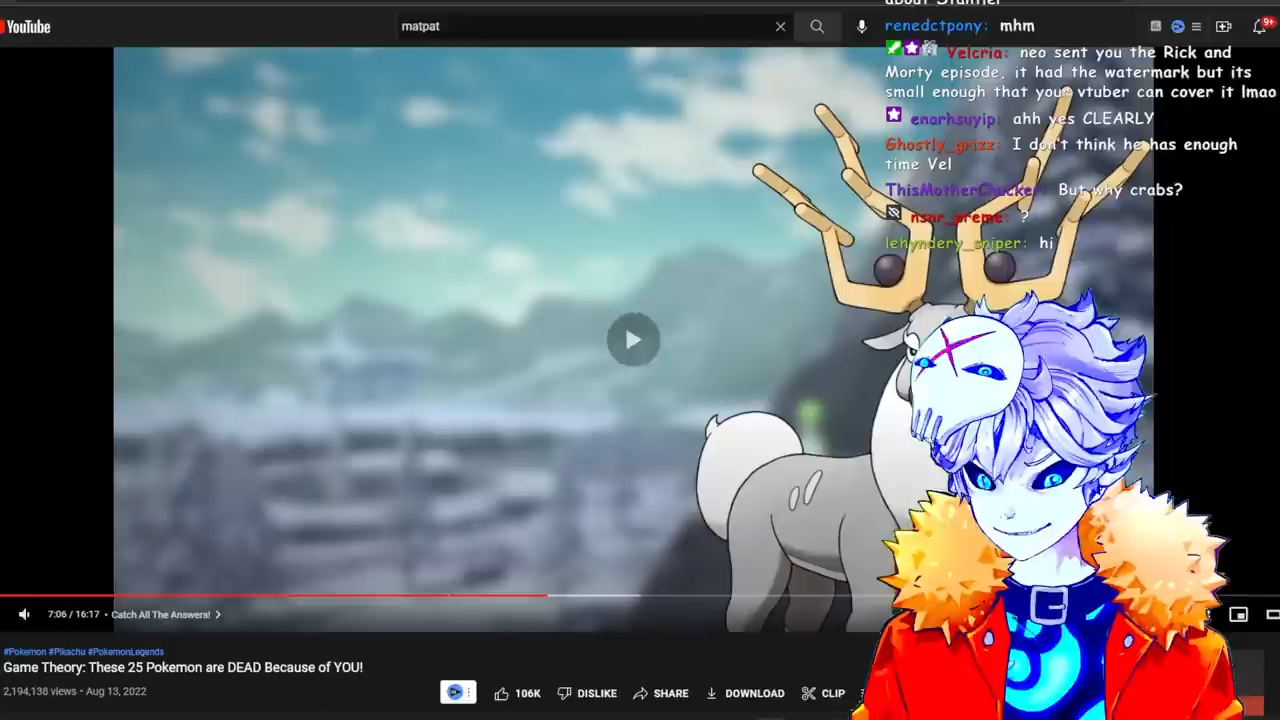 about Stantler
YouTube
matpat
renedctpony: mhm
9+
Velcria: neo sent you the Rick and
Morty episode, it had the watermark but its
small enough that your vtuber can cover it lmao
enarhsuyip: ahh yes CLEARLY
Ghostly_grizz: I don't think he has enough
time Vel
ThisMotherChucker: But why crabs?
nsnr_preme: ?
lehyndery_sniper: hi
7:06 / 16:17 • Catch All The Answers! >
#Pokemon #Pikachu #PokemonLegends
Game Theory: These 25 Pokemon are DEAD Because of YOU!
2,194,138 views • Aug 13, 2022
106K DISLIKE SHARE DOWNLOAD CLIP